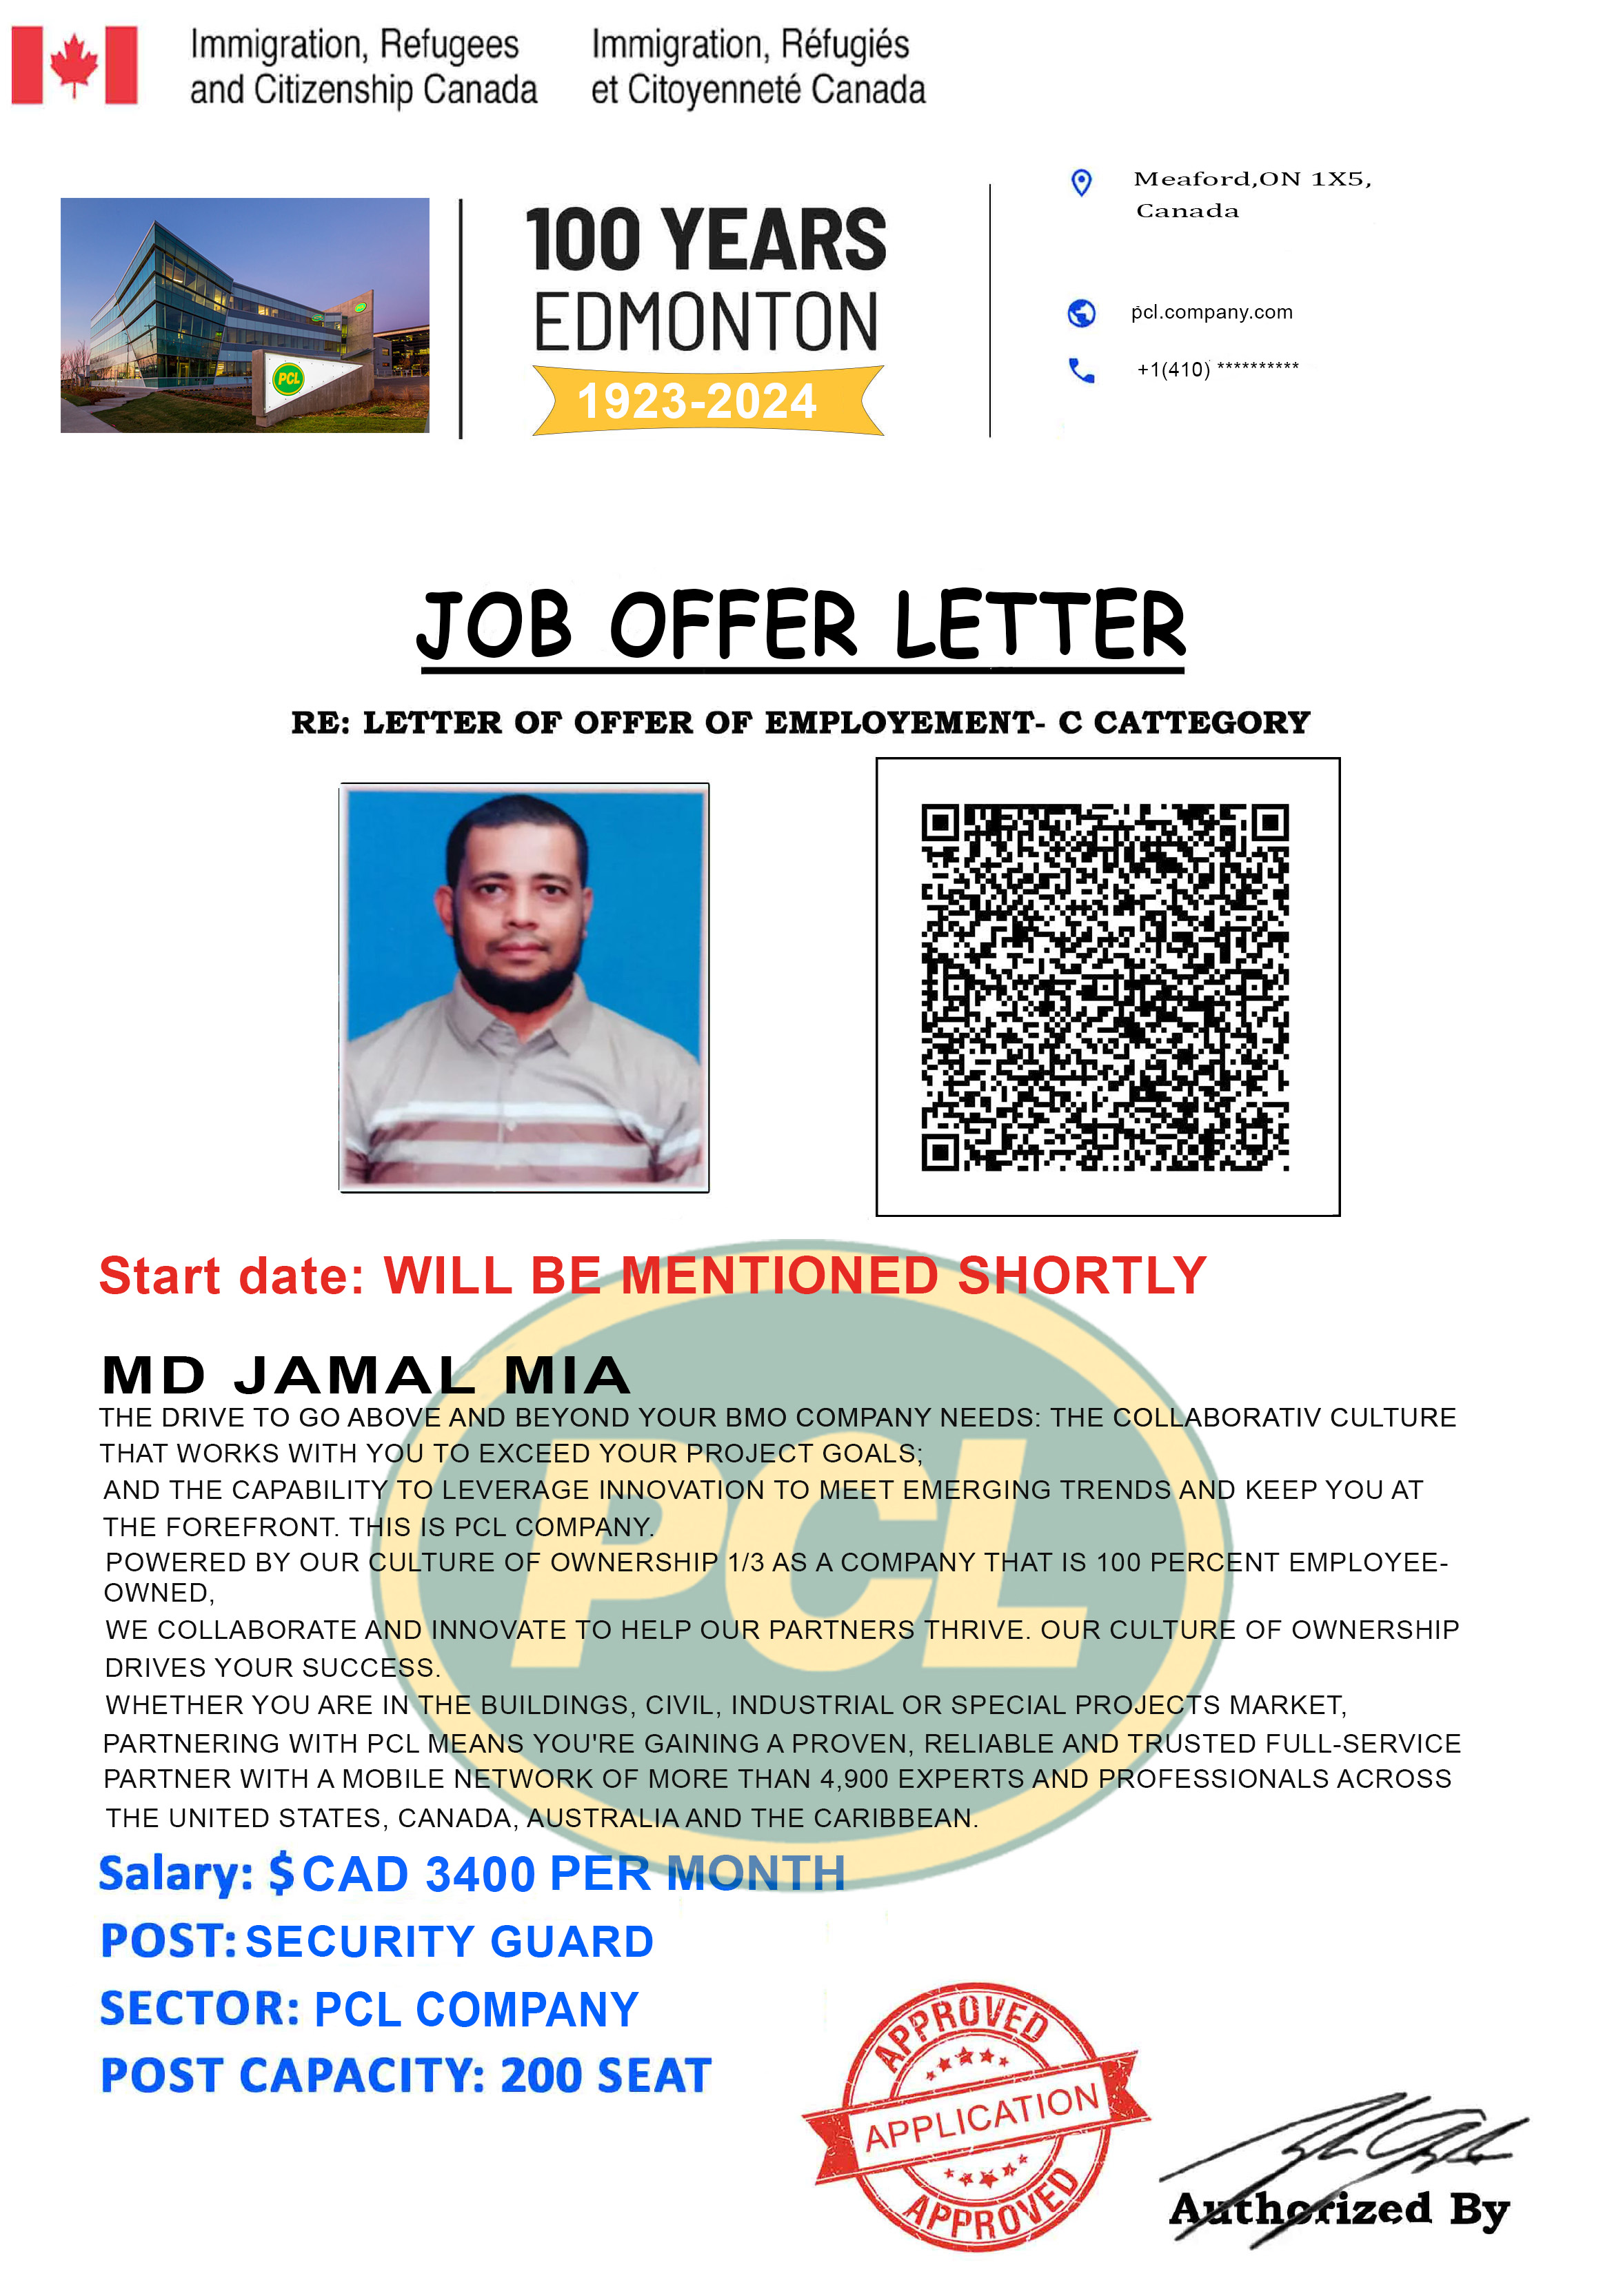 Immigration, Refugees
and Citizenship Canada
Immigration, Réfugiés
et Citoyenneté Canada
PCL
100 YEARS
EDMONTON
1923-2024
Meaford,ON 1X5,
Canada
pcl.company.com
+1(410) **********
JOB OFFER LETTER
RE: LETTER OF OFFER OF EMPLOYEMENT- C CATTEGORY
Start date: WILL BE MENTIONED SHORTLY
MD JAMAL MIA
THE DRIVE TO GO ABOVE AND BEYOND YOUR BMO COMPANY NEEDS: THE COLLABORATIV CULTURE
THAT WORKS WITH YOU TO EXCEED YOUR PROJECT GOALS;
AND THE CAPABILITY TO LEVERAGE INNOVATION TO MEET EMERGING TRENDS AND KEEP YOU AT
THE FOREFRONT. THIS IS PCL COMPANY.
POWERED BY OUR CULTURE OF OWNERSHIP 1/3 AS A COMPANY THAT IS 100 PERCENT EMPLOYEE-
OWNED,
WE COLLABORATE AND INNOVATE TO HELP OUR PARTNERS THRIVE. OUR CULTURE OF OWNERSHIP
DRIVES YOUR SUCCESS.
WHETHER YOU ARE IN THE BUILDINGS, CIVIL, INDUSTRIAL OR SPECIAL PROJECTS MARKET,
PARTNERING WITH PCL MEANS YOU'RE GAINING A PROVEN, RELIABLE AND TRUSTED FULL-SERVICE
PARTNER WITH A MOBILE NETWORK OF MORE THAN 4,900 EXPERTS AND PROFESSIONALS ACROSS
THE UNITED STATES, CANADA, AUSTRALIA AND THE CARIBBEAN.
PCL
Salary: $ CAD 3400 PER MONTH
POST: SECURITY GUARD
SECTOR: PCL COMPANY
POST CAPACITY: 200 SEAT
APPROVED
APPLICATION
APPROVED
Authorized By